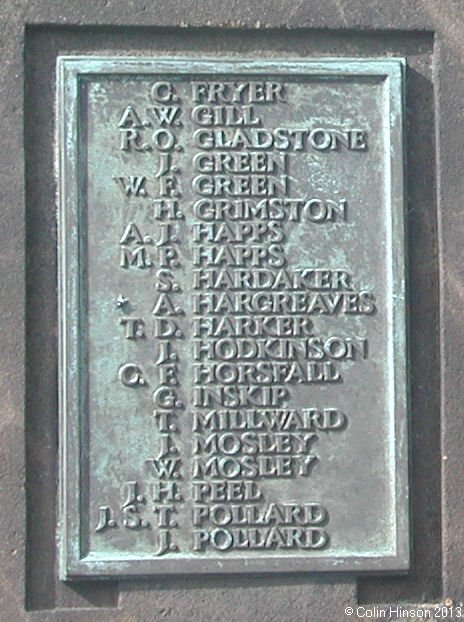 C. FRYER
A. W. GILL
R. O. GLADSTONE
J. GREEN
W. F. GREEN
H. GRIMSTON
A. J. HAPPS
M. P. HAPPS
S. HARDAKER
* A. HARGREAVES
T. D. HARKER
J. HODKINSON
O. F. HORSFALL
G. INSKIP
T. MILLWARD
J. MOSLEY
W. MOSLEY
J. H. PEEL
J. S. T. POLLARD
J. POLLARD
©Colin Hinson 2013